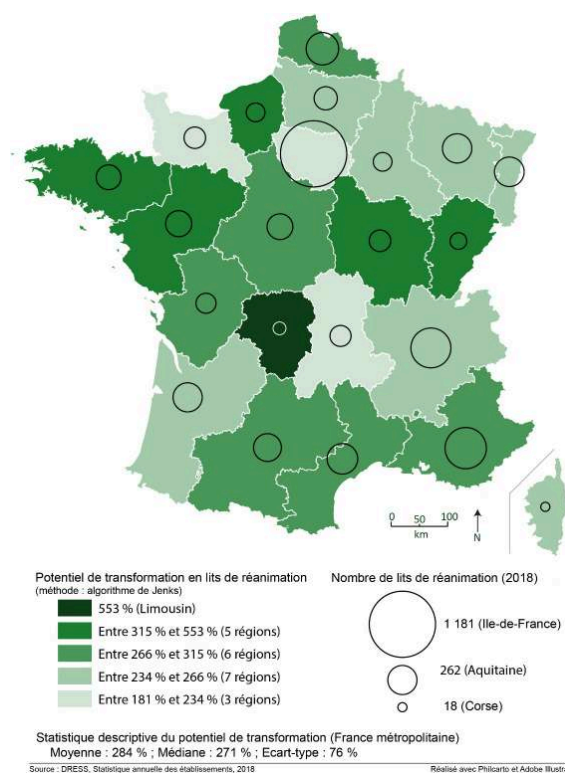 0 50 100
km
N
Potentiel de transformation en lits de réanimation
(méthode : algorithme de Jenks)
553 % (Limousin)
Entre 315 % et 553 % (5 régions)
Entre 266 % et 315 % (6 régions)
Entre 234 % et 266 % (7 régions)
Entre 181 % et 234 % (3 régions)
Nombre de lits de réanimation (2018)
1 181 (Ile-de-France)
262 (Aquitaine)
18 (Corse)
Statistique descriptive du potentiel de transformation (France métropolitaine)
Moyenne : 284 % ; Médiane : 271 % ; Ecart-type : 76 %
Source : DRESS, Statistique annuelle des établissements, 2018
Réalisé avec Philcarto et Adobe Illustra